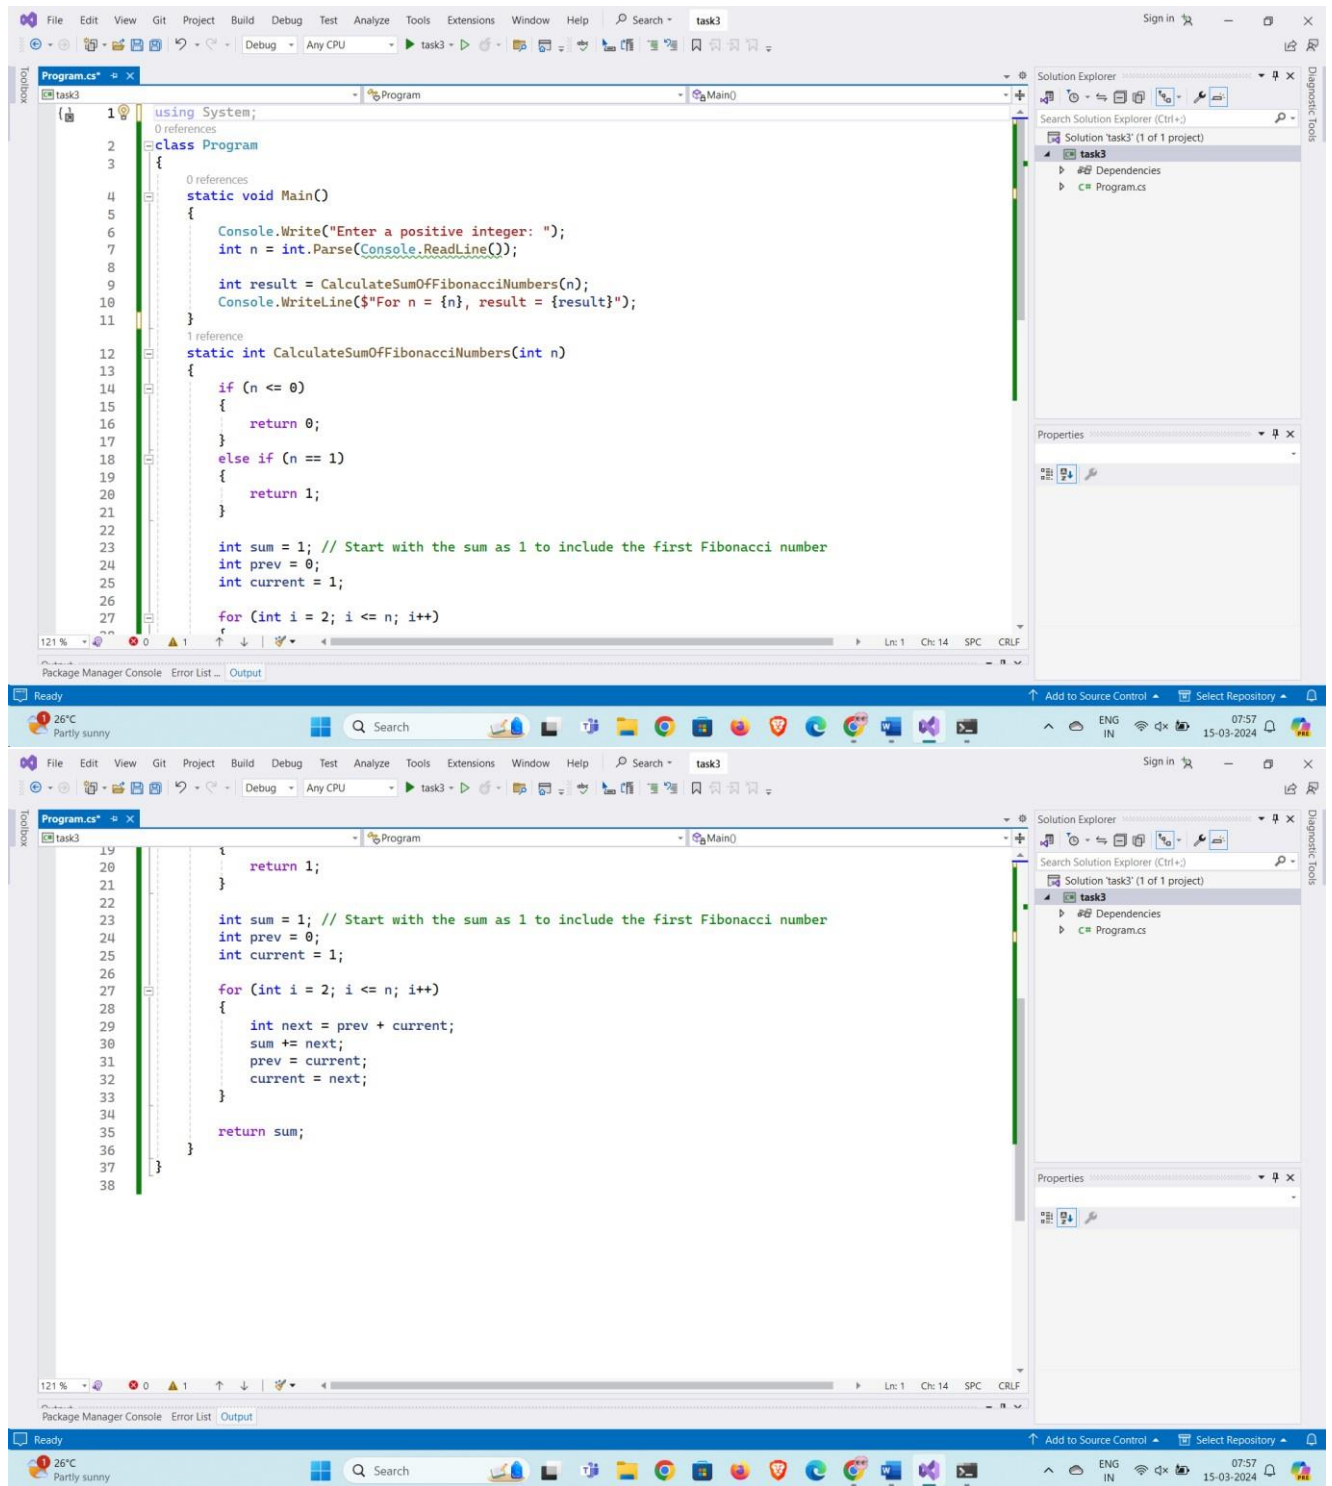 File Edit View Git Project Build Debug Test Analyze Tools Extensions Window Help Search task3 Sign in
Debug Any CPU task3
Toolbox
Program.cs*
task3 Program Main()
1 using System;
0 references
2 class Program
3 {
0 references
4 static void Main()
5 {
6 Console.Write("Enter a positive integer: ");
7 int n = int.Parse(Console.ReadLine());
8
9 int result = CalculateSumOfFibonacciNumbers(n);
10 Console.WriteLine($"For n = {n}, result = {result}");
11 }
1 reference
12 static int CalculateSumOfFibonacciNumbers(int n)
13 {
14 if (n <= 0)
15 {
16 return 0;
17 }
18 else if (n == 1)
19 {
20 return 1;
21 }
22
23 int sum = 1; // Start with the sum as 1 to include the first Fibonacci number
24 int prev = 0;
25 int current = 1;
26
27 for (int i = 2; i <= n; i++)
121 % 0 1 Ln: 1 Ch: 14 SPC CRLF
Package Manager Console Error List ... Output
Solution Explorer
Search Solution Explorer (Ctrl+;)
Solution 'task3' (1 of 1 project)
task3
Dependencies
C# Program.cs
Properties
Diagnostic Tools
Ready Add to Source Control Select Repository
1 26°C
Partly sunny
Search
ENG
IN
07:57
15-03-2024
File Edit View Git Project Build Debug Test Analyze Tools Extensions Window Help Search task3 Sign in
Debug Any CPU task3
Toolbox
Program.cs*
task3 Program Main()
19 {
20 return 1;
21 }
22
23 int sum = 1; // Start with the sum as 1 to include the first Fibonacci number
24 int prev = 0;
25 int current = 1;
26
27 for (int i = 2; i <= n; i++)
28 {
29 int next = prev + current;
30 sum += next;
31 prev = current;
32 current = next;
33 }
34
35 return sum;
36 }
37 }
38
121 % 0 1 Ln: 1 Ch: 14 SPC CRLF
Package Manager Console Error List Output
Solution Explorer
Search Solution Explorer (Ctrl+;)
Solution 'task3' (1 of 1 project)
task3
Dependencies
C# Program.cs
Properties
Diagnostic Tools
Ready Add to Source Control Select Repository
1 26°C
Partly sunny
Search
ENG
IN
07:57
15-03-2024